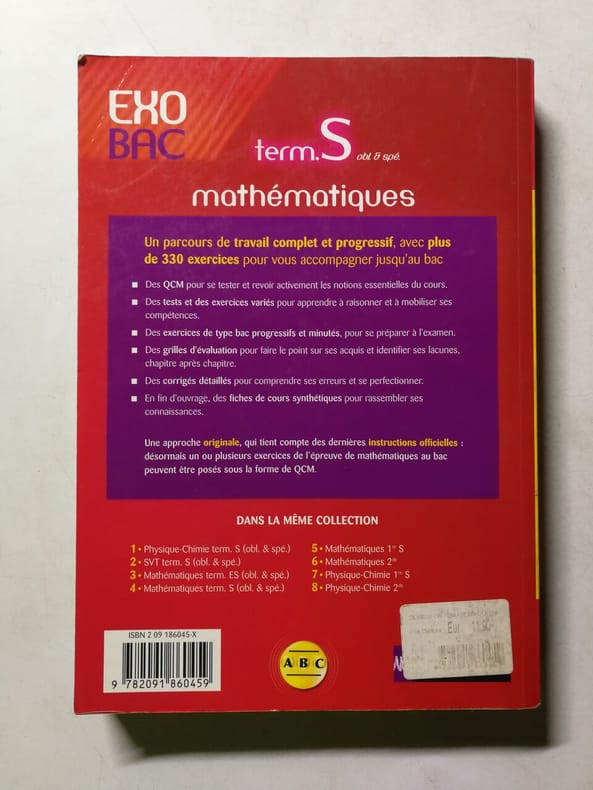 EXO
BAC
term.S obl. & spé.
mathématiques
Un parcours de travail complet et progressif, avec plus
de 330 exercices pour vous accompagner jusqu'au bac
■ Des QCM pour se tester et revoir activement les notions essentielles du cours.
■ Des tests et des exercices variés pour apprendre à raisonner et à mobiliser ses
compétences.
■ Des exercices de type bac progressifs et minutés, pour se préparer à l'examen.
■ Des grilles d'évaluation pour faire le point sur ses acquis et identifier ses lacunes,
chapitre après chapitre.
■ Des corrigés détaillés pour comprendre ses erreurs et se perfectionner.
■ En fin d'ouvrage, des fiches de cours synthétiques pour rassembler ses
connaissances.
Une approche originale, qui tient compte des dernières instructions officielles :
désormais un ou plusieurs exercices de l'épreuve de mathématiques au bac
peuvent être posés sous la forme de QCM.
DANS LA MÊME COLLECTION
1 • Physique-Chimie term. S (obl. & spé.)
2 • SVT term. S (obl. & spé.)
3 • Mathématiques term. ES (obl. & spé.)
4 • Mathématiques term. S (obl. & spé.)
5 • Mathématiques 1re S
6 • Mathématiques 2de
7 • Physique-Chimie 1re S
8 • Physique-Chimie 2de
ISBN 2 09 186045-X
9 782091 860459
ABC
Eur